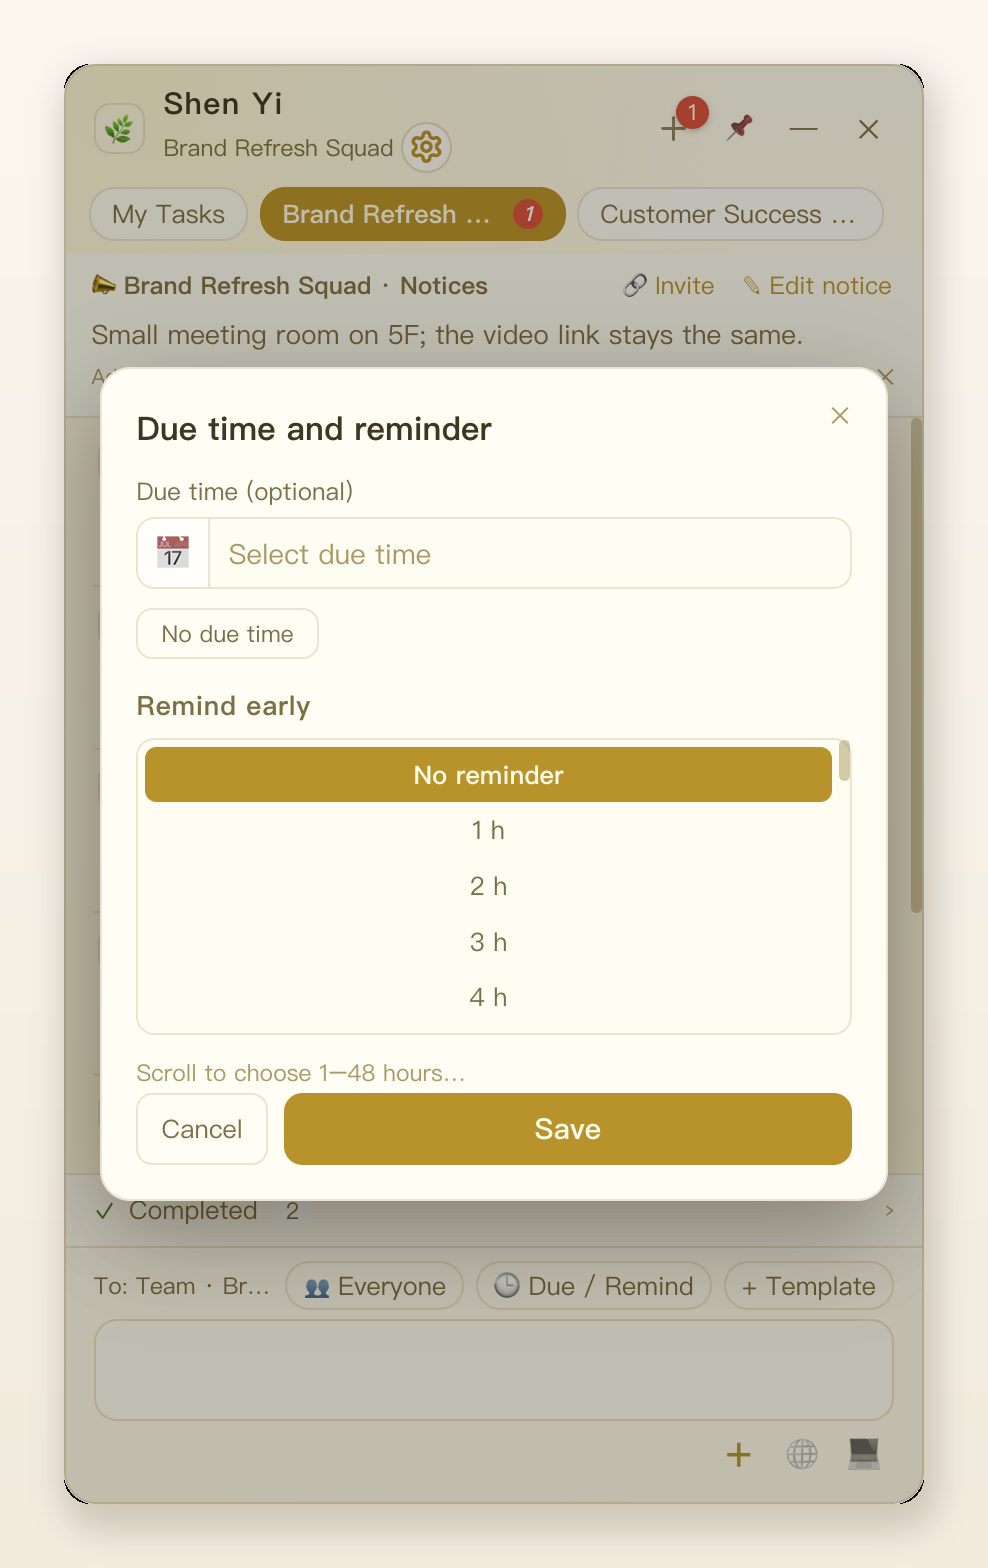 Shen Yi
Brand Refresh Squad
1
My Tasks
Brand Refresh ... 1
Customer Success ...
Brand Refresh Squad · Notices
Invite
Edit notice
Small meeting room on 5F; the video link stays the same.
Due time and reminder
Due time (optional)
JUL
17
Select due time
No due time
Remind early
No reminder
1 h
2 h
3 h
4 h
Scroll to choose 1–48 hours...
Cancel
Save
Completed 2
To: Team · Br...
Everyone
Due / Remind
+ Template